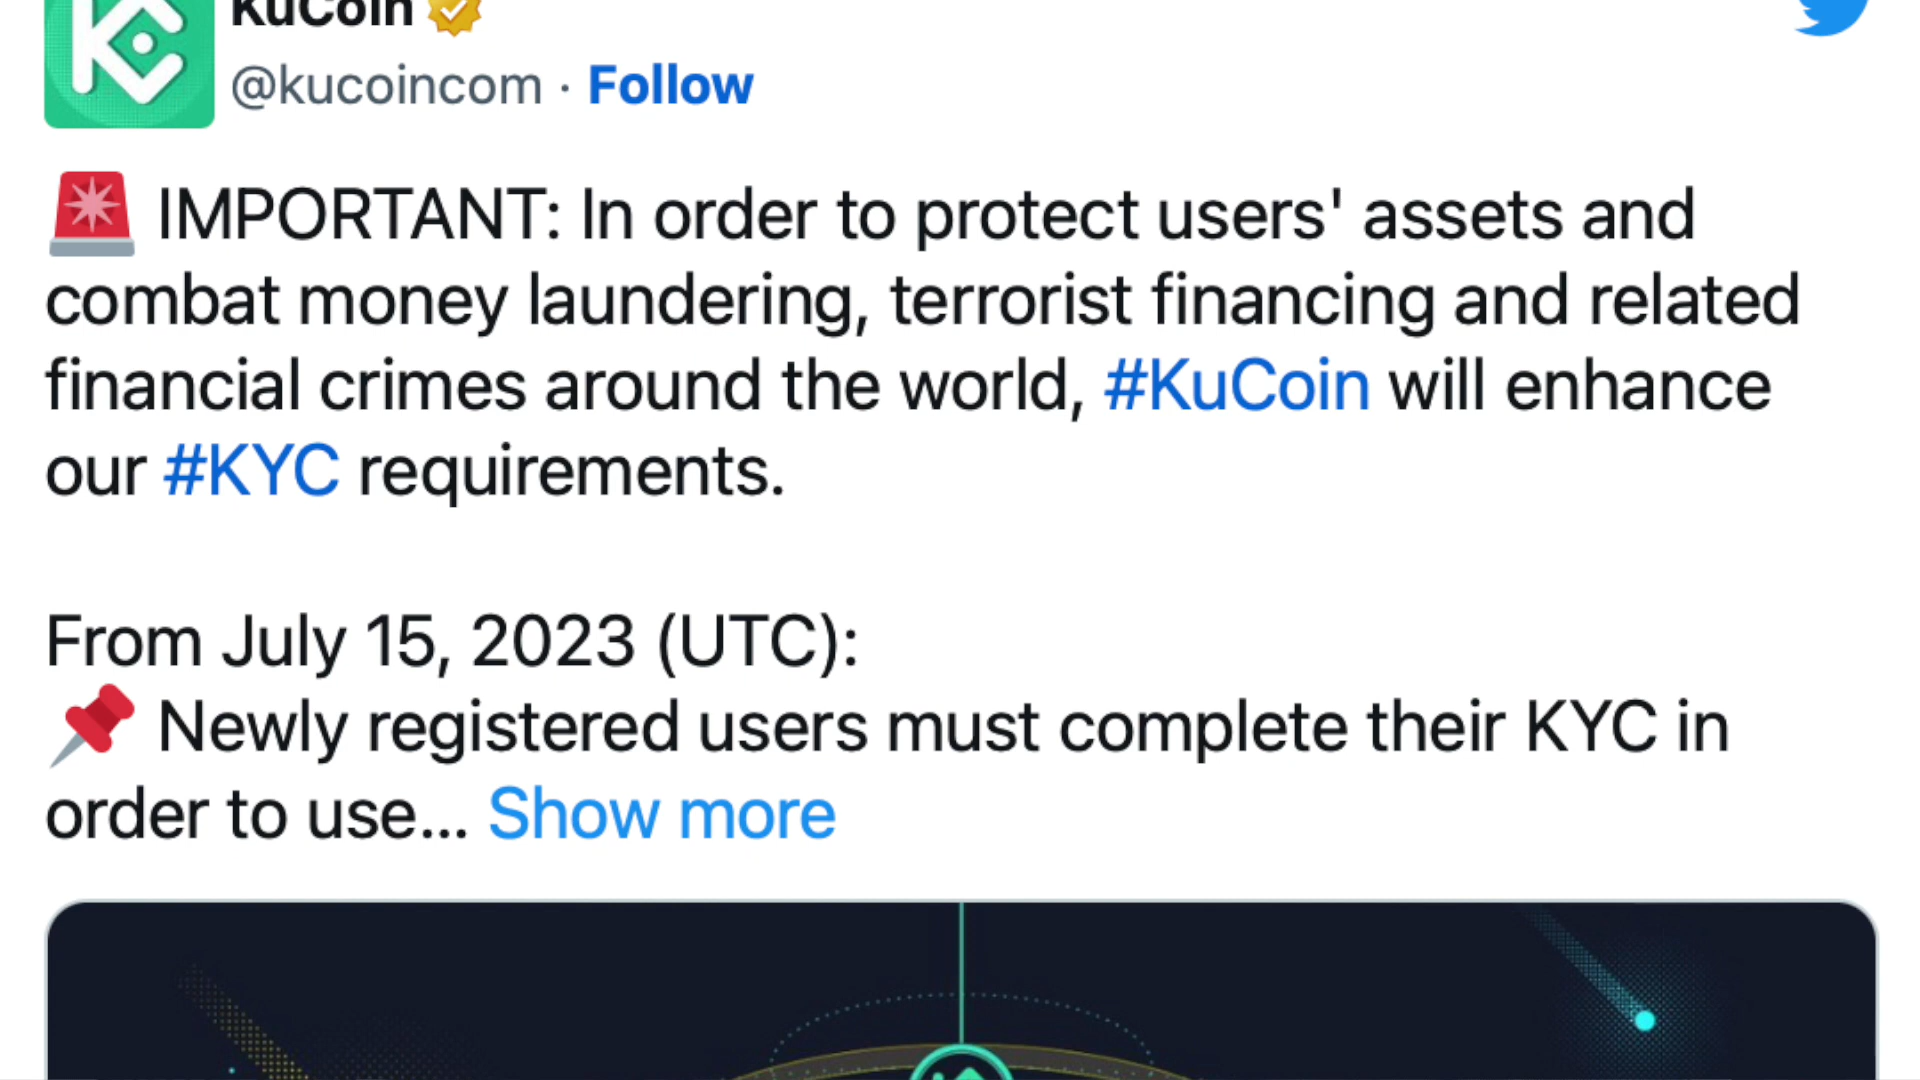 KuCoin
@kucoincom · Follow
🚨 IMPORTANT: In order to protect users' assets and
combat money laundering, terrorist financing and related
financial crimes around the world, #KuCoin will enhance
our #KYC requirements.
From July 15, 2023 (UTC):
📌 Newly registered users must complete their KYC in
order to use... Show more